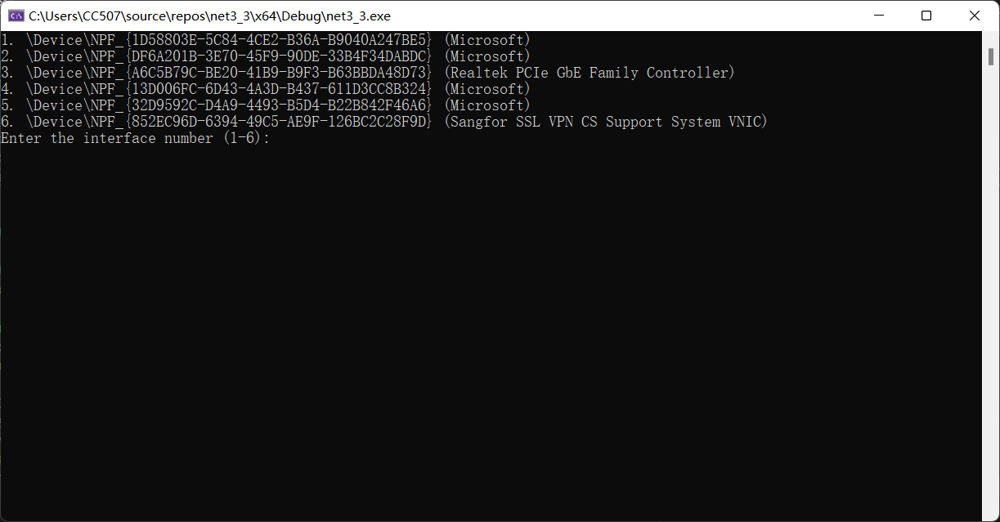 C:\Users\CC507\source\repos\net3_3\x64\Debug\net3_3.exe
1. \Device\NPF_{1D58803E-5C84-4CE2-B36A-B9040A247BE5} (Microsoft)
2. \Device\NPF_{DF6A201B-3E70-45F9-90DE-33B4F34DABDC} (Microsoft)
3. \Device\NPF_{A6C5B79C-BE20-41B9-B9F3-B63BBDA48D73} (Realtek PCIe GbE Family Controller)
4. \Device\NPF_{13D006FC-6D43-4A3D-B437-611D3CC8B324} (Microsoft)
5. \Device\NPF_{32D9592C-D4A9-4493-B5D4-B22B842F46A6} (Microsoft)
6. \Device\NPF_{852EC96D-6394-49C5-AE9F-126BC2C28F9D} (Sangfor SSL VPN CS Support System VNIC)
Enter the interface number (1-6):